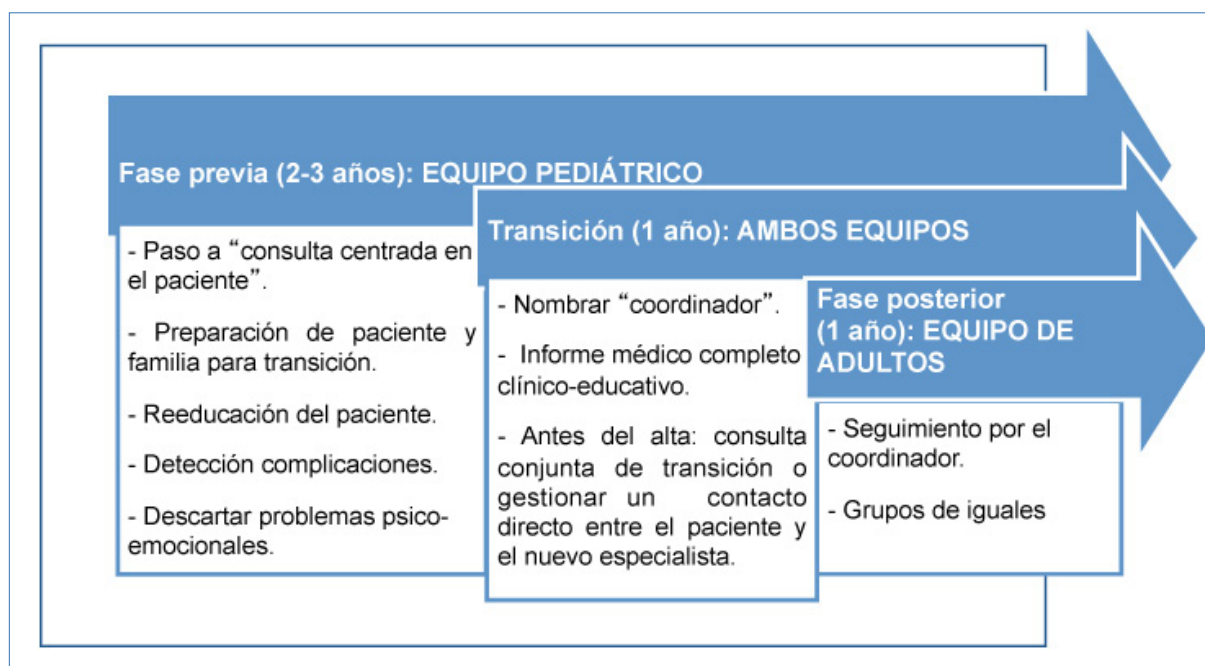 Fase previa (2-3 años): EQUIPO PEDIÁTRICO
- Paso a “consulta centrada en
el paciente”.
- Preparación de paciente y
familia para transición.
- Reeducación del paciente.
- Detección complicaciones.
- Descartar problemas psico-
emocionales.
Transición (1 año): AMBOS EQUIPOS
- Nombrar “coordinador”.
- Informe médico completo
clínico-educativo.
- Antes del alta: consulta
conjunta de transición o
gestionar un contacto
directo entre el paciente y
el nuevo especialista.
Fase posterior
(1 año): EQUIPO DE
ADULTOS
- Seguimiento por el
coordinador.
- Grupos de iguales